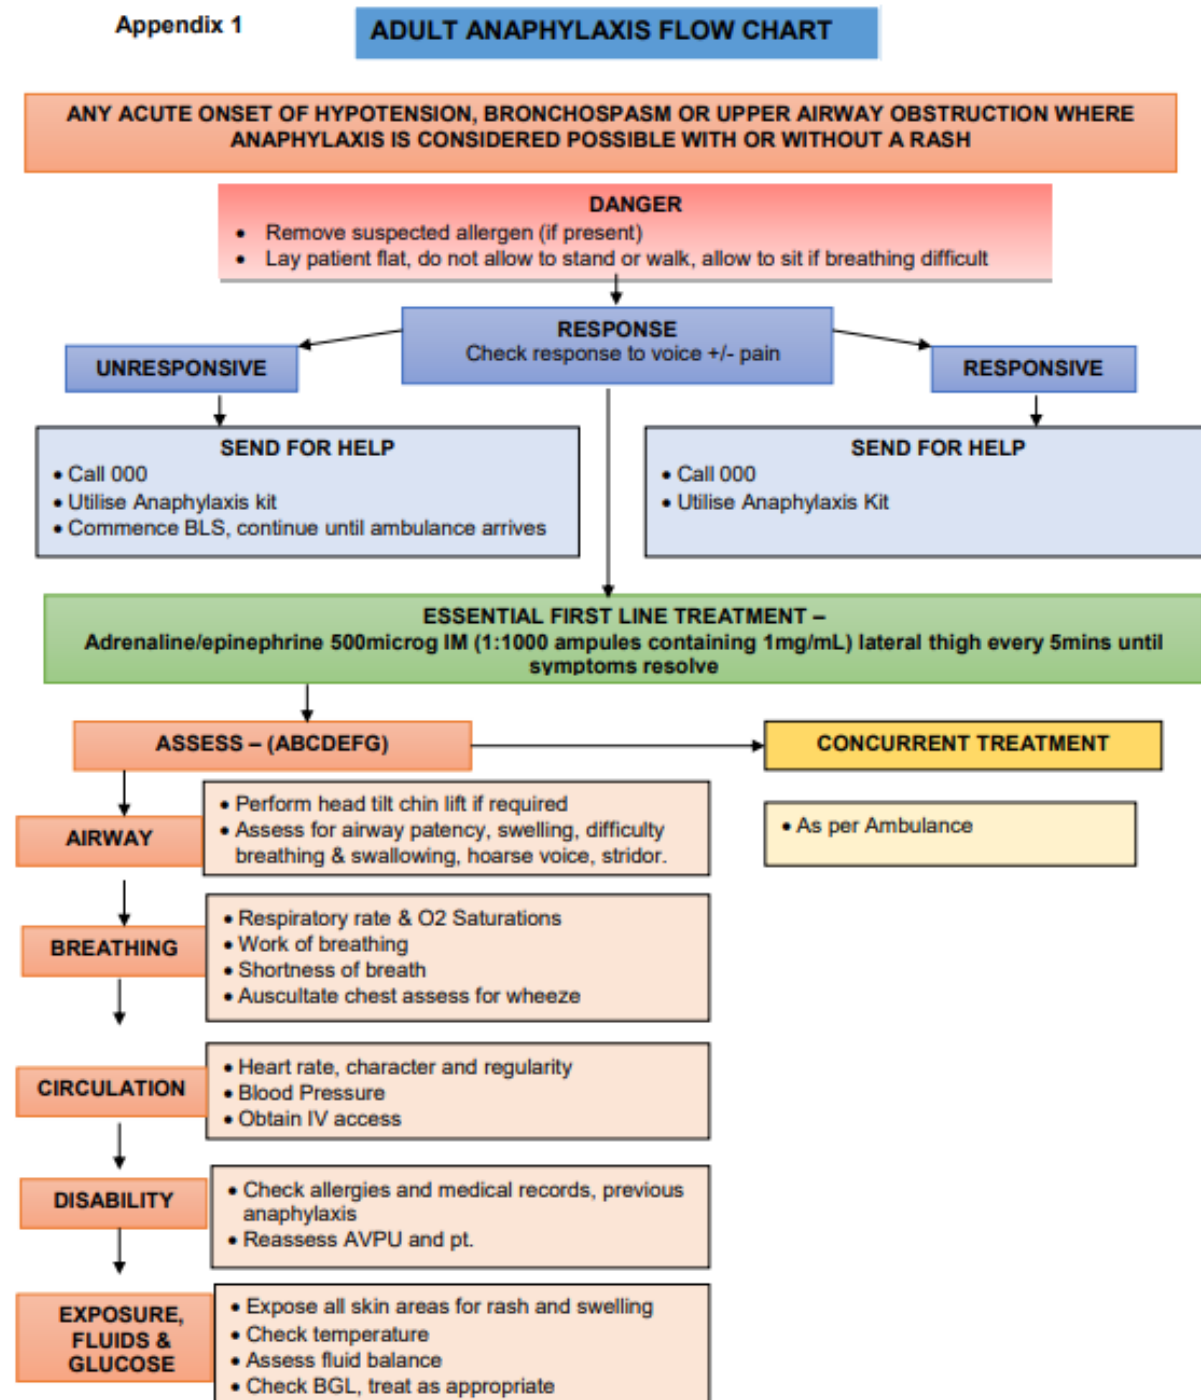 Appendix 1
ADULT ANAPHYLAXIS FLOW CHART
ANY ACUTE ONSET OF HYPOTENSION, BRONCHOSPASM OR UPPER AIRWAY OBSTRUCTION WHERE
ANAPHYLAXIS IS CONSIDERED POSSIBLE WITH OR WITHOUT A RASH
DANGER
• Remove suspected allergen (if present)
• Lay patient flat, do not allow to stand or walk, allow to sit if breathing difficult
RESPONSE
Check response to voice +/- pain
UNRESPONSIVE
RESPONSIVE
SEND FOR HELP
• Call 000
• Utilise Anaphylaxis kit
• Commence BLS, continue until ambulance arrives
SEND FOR HELP
• Call 000
• Utilise Anaphylaxis Kit
ESSENTIAL FIRST LINE TREATMENT –
Adrenaline/epinephrine 500microg IM (1:1000 ampules containing 1mg/mL) lateral thigh every 5mins until
symptoms resolve
ASSESS – (ABCDEFG)
CONCURRENT TREATMENT
• As per Ambulance
AIRWAY
• Perform head tilt chin lift if required
• Assess for airway patency, swelling, difficulty
breathing & swallowing, hoarse voice, stridor.
BREATHING
• Respiratory rate & O2 Saturations
• Work of breathing
• Shortness of breath
• Auscultate chest assess for wheeze
CIRCULATION
• Heart rate, character and regularity
• Blood Pressure
• Obtain IV access
DISABILITY
• Check allergies and medical records, previous
anaphylaxis
• Reassess AVPU and pt.
EXPOSURE,
FLUIDS &
GLUCOSE
• Expose all skin areas for rash and swelling
• Check temperature
• Assess fluid balance
• Check BGL, treat as appropriate